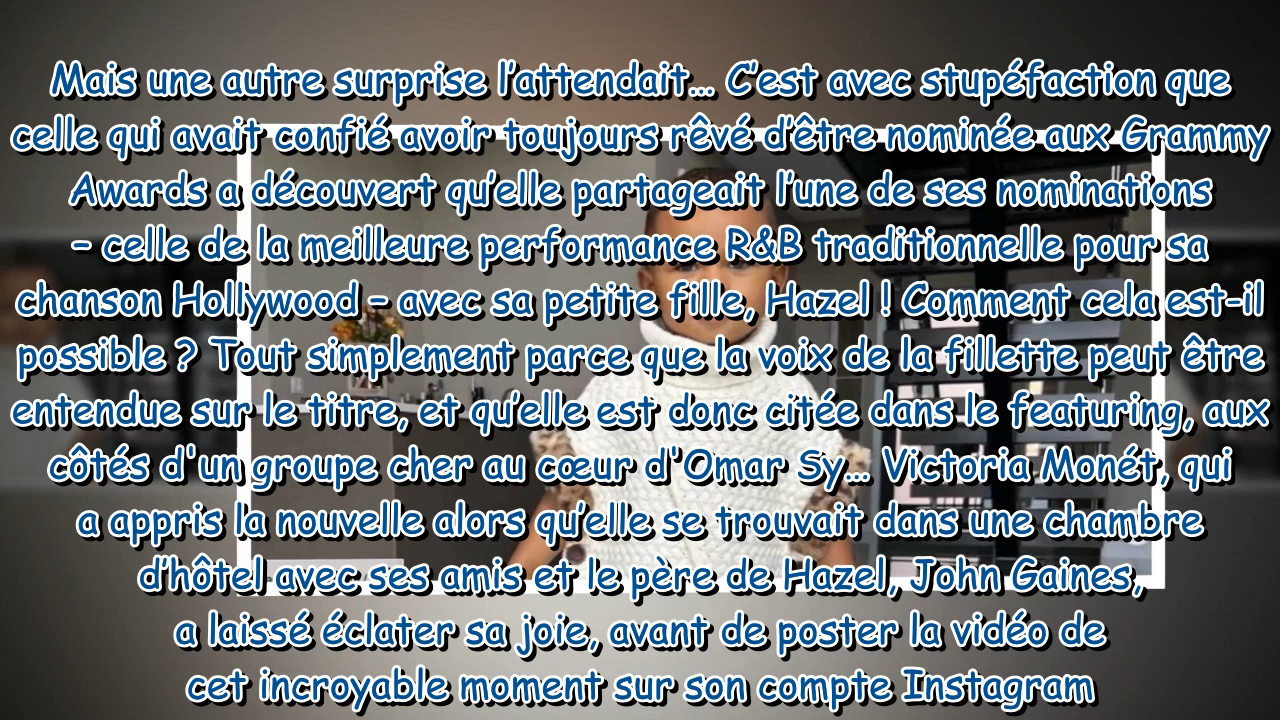 Mais une autre surprise l’attendait… C’est avec stupéfaction que
celle qui avait confié avoir toujours rêvé d’être nominée aux Grammy
Awards a découvert qu’elle partageait l’une de ses nominations
– celle de la meilleure performance R&B traditionnelle pour sa
chanson Hollywood – avec sa petite fille, Hazel ! Comment cela est-il
possible ? Tout simplement parce que la voix de la fillette peut être
entendue sur le titre, et qu’elle est donc citée dans le featuring, aux
côtés d'un groupe cher au cœur d'Omar Sy… Victoria Monét, qui
a appris la nouvelle alors qu’elle se trouvait dans une chambre
d’hôtel avec ses amis et le père de Hazel, John Gaines,
a laissé éclater sa joie, avant de poster la vidéo de
cet incroyable moment sur son compte Instagram